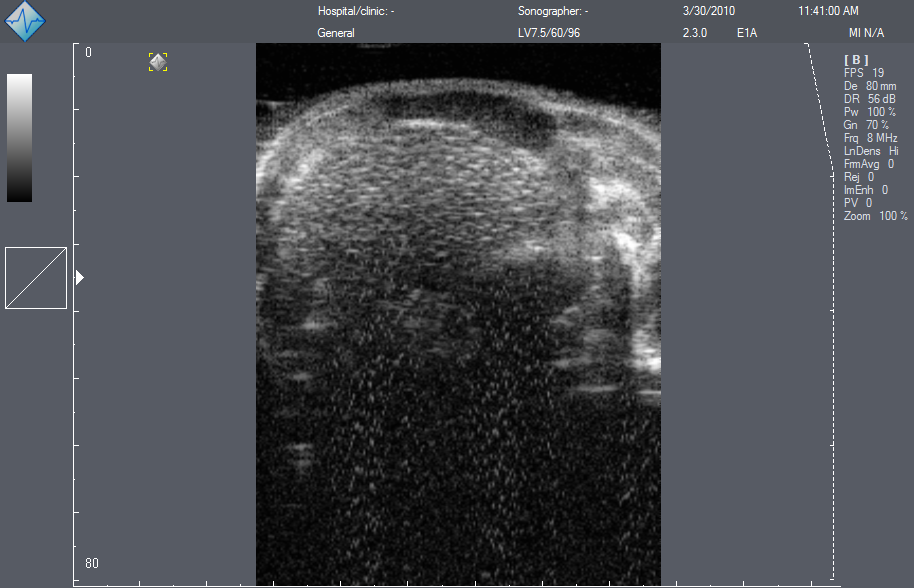 Hospital/clinic: - Sonographer: - 3/30/2010 11:41:00 AM
General LV7.5/60/96 2.3.0 E1A MI N/A
0
[ B ]
FPS 19
De 80 mm
DR 56 dB
Pw 100 %
Gn 70 %
Frq 8 MHz
LnDens Hi
FrmAvg 0
Rej 0
ImEnh 0
PV 0
Zoom 100 %
80